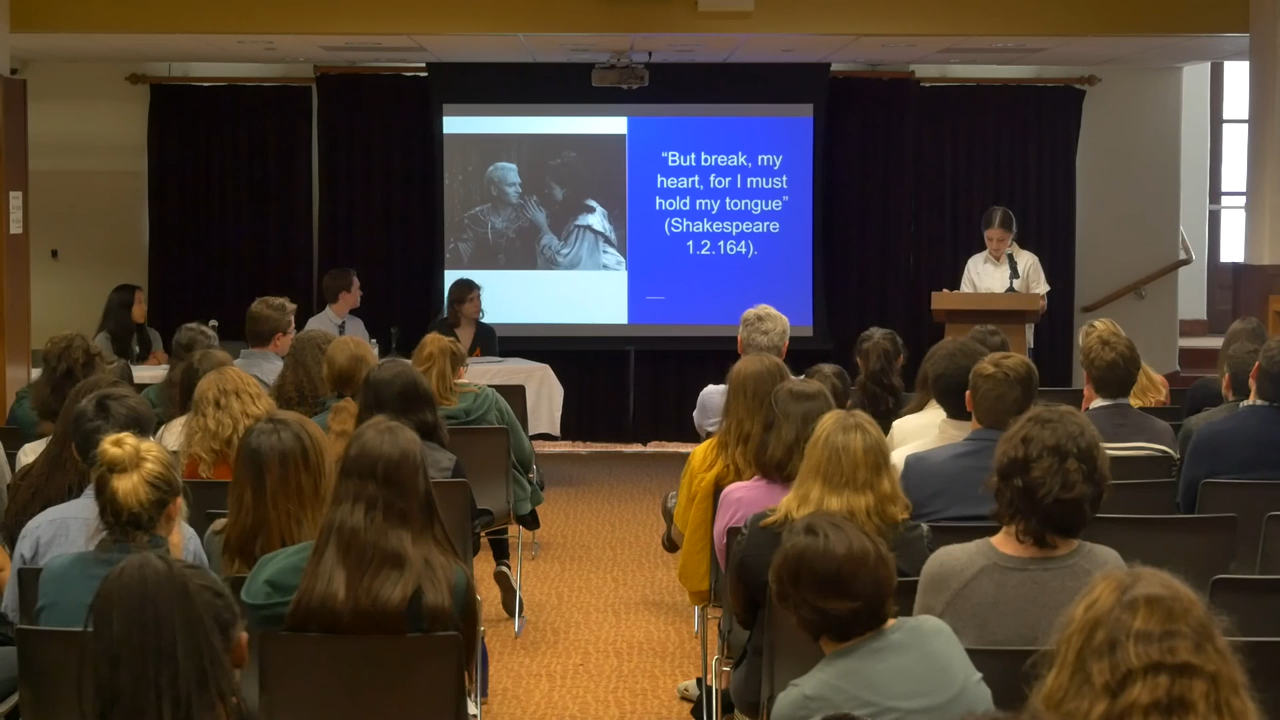 “But break, my
heart, for I must
hold my tongue”
(Shakespeare
1.2.164).